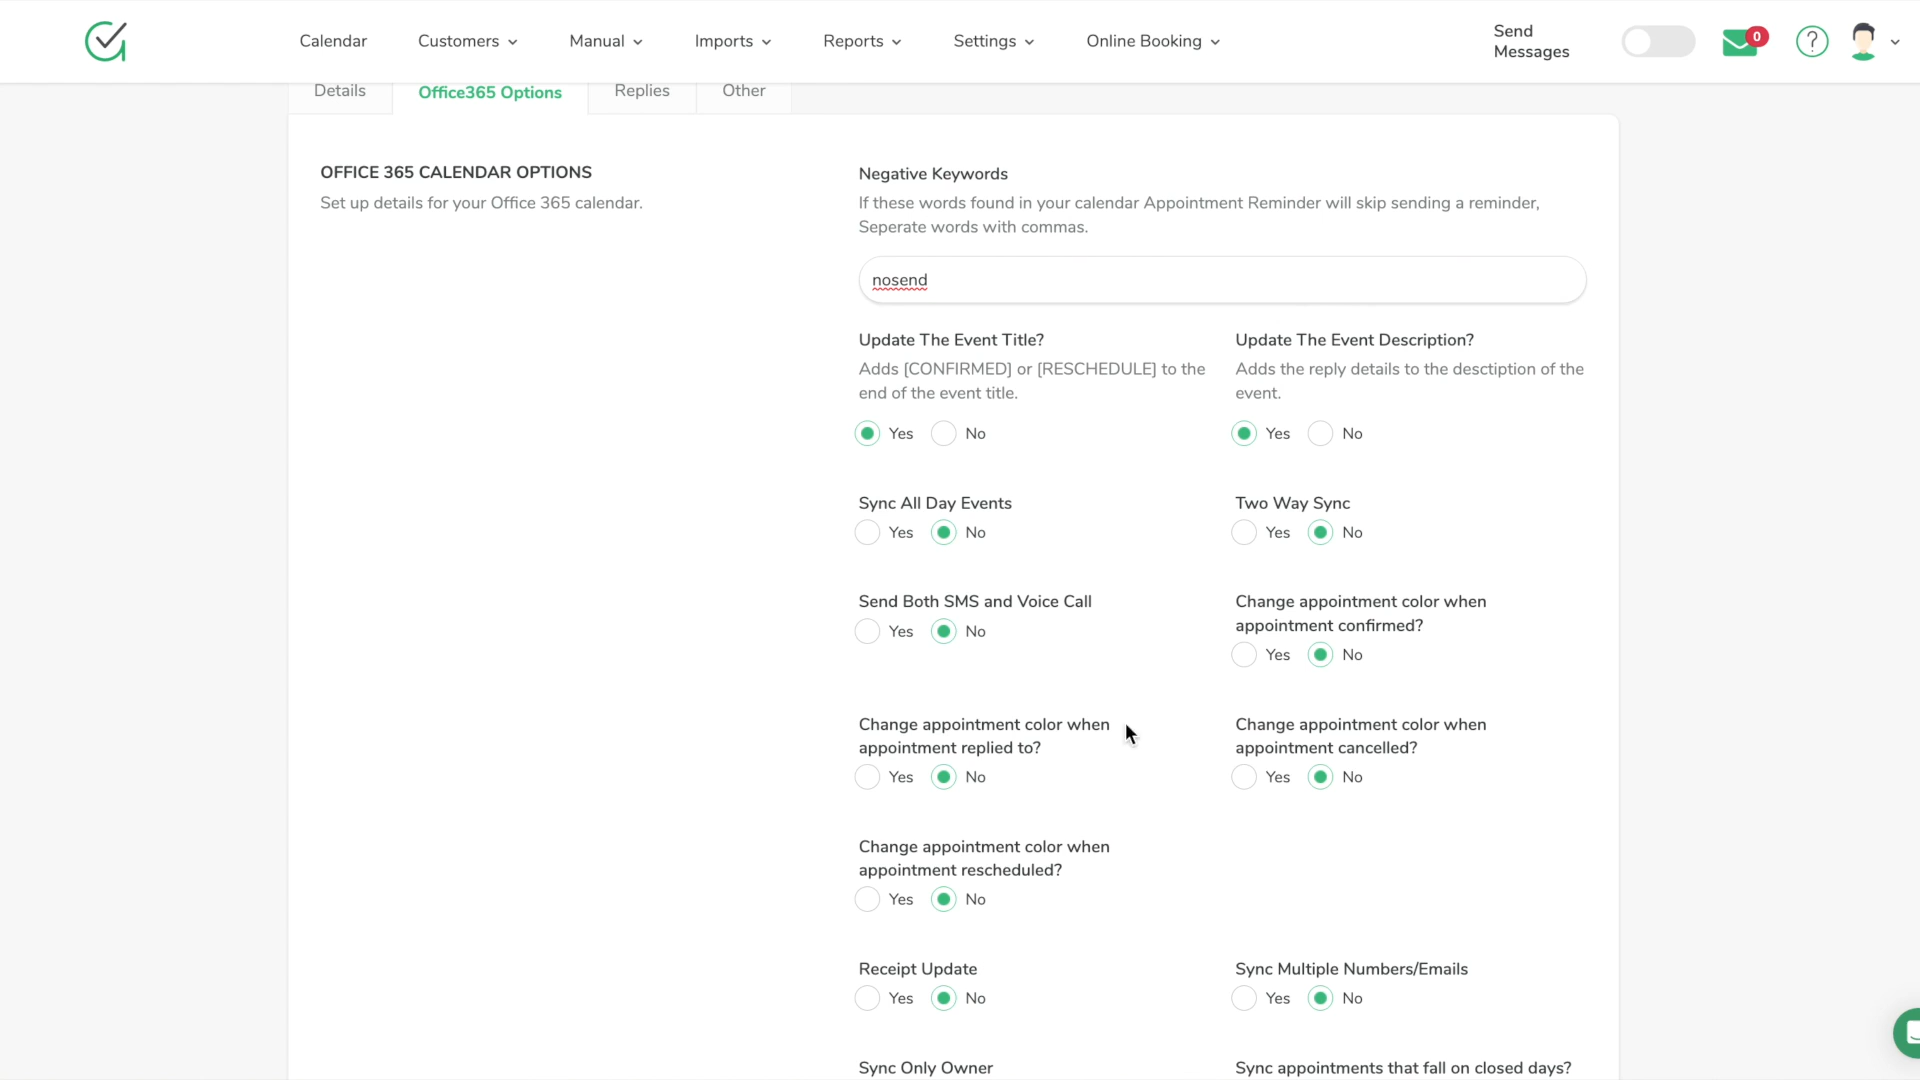 Calendar
Customers
Manual
Imports
Reports
Settings
Online Booking
Send
Messages
0
?
Details
Office365 Options
Replies
Other
OFFICE 365 CALENDAR OPTIONS
Set up details for your Office 365 calendar.
Negative Keywords
If these words found in your calendar Appointment Reminder will skip sending a reminder,
Seperate words with commas.
nosend
Update The Event Title?
Adds [CONFIRMED] or [RESCHEDULE] to the
end of the event title.
Yes No
Update The Event Description?
Adds the reply details to the desctiption of the
event.
Yes No
Sync All Day Events
Yes No
Two Way Sync
Yes No
Send Both SMS and Voice Call
Yes No
Change appointment color when
appointment confirmed?
Yes No
Change appointment color when
appointment replied to?
Yes No
Change appointment color when
appointment cancelled?
Yes No
Change appointment color when
appointment rescheduled?
Yes No
Receipt Update
Yes No
Sync Multiple Numbers/Emails
Yes No
Sync Only Owner
Sync appointments that fall on closed days?